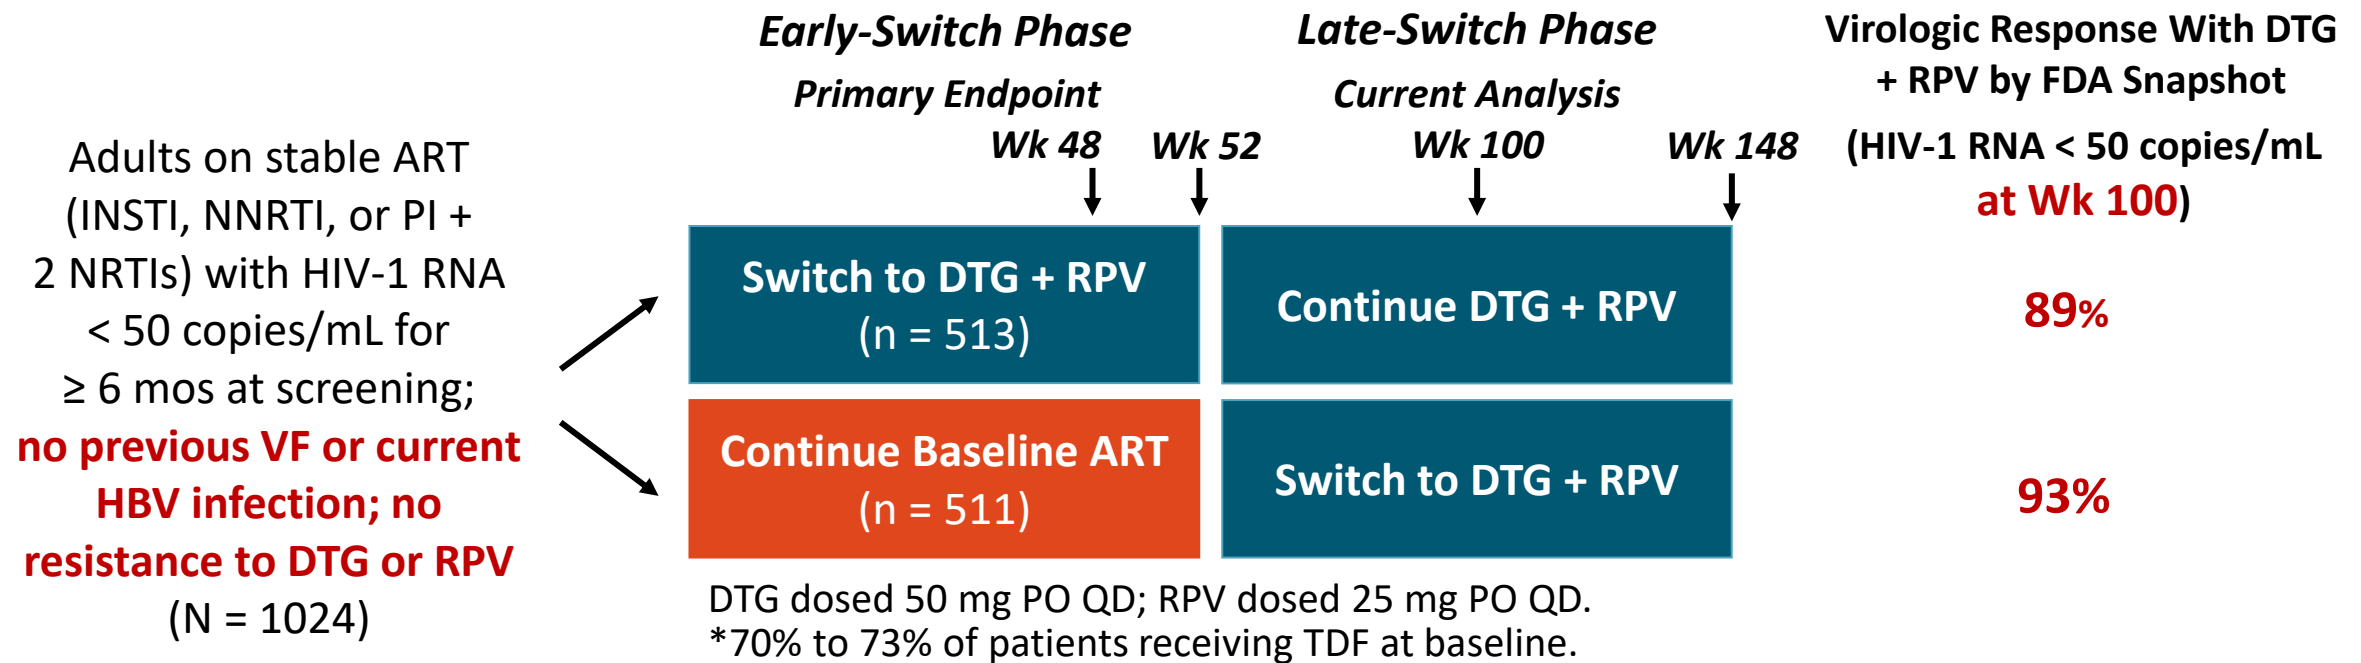 Adults on stable ART
(INSTI, NNRTI, or PI +
2 NRTIs) with HIV-1 RNA
< 50 copies/mL for
≥ 6 mos at screening;
no previous VF or current
HBV infection; no
resistance to DTG or RPV
(N = 1024)
Early-Switch Phase
Primary Endpoint
Wk 48
Wk 52
Late-Switch Phase
Current Analysis
Wk 100
Wk 148
Switch to DTG + RPV
(n = 513)
Continue DTG + RPV
Continue Baseline ART
(n = 511)
Switch to DTG + RPV
DTG dosed 50 mg PO QD; RPV dosed 25 mg PO QD.
*70% to 73% of patients receiving TDF at baseline.
Virologic Response With DTG
+ RPV by FDA Snapshot
(HIV-1 RNA < 50 copies/mL
at Wk 100)
89%
93%